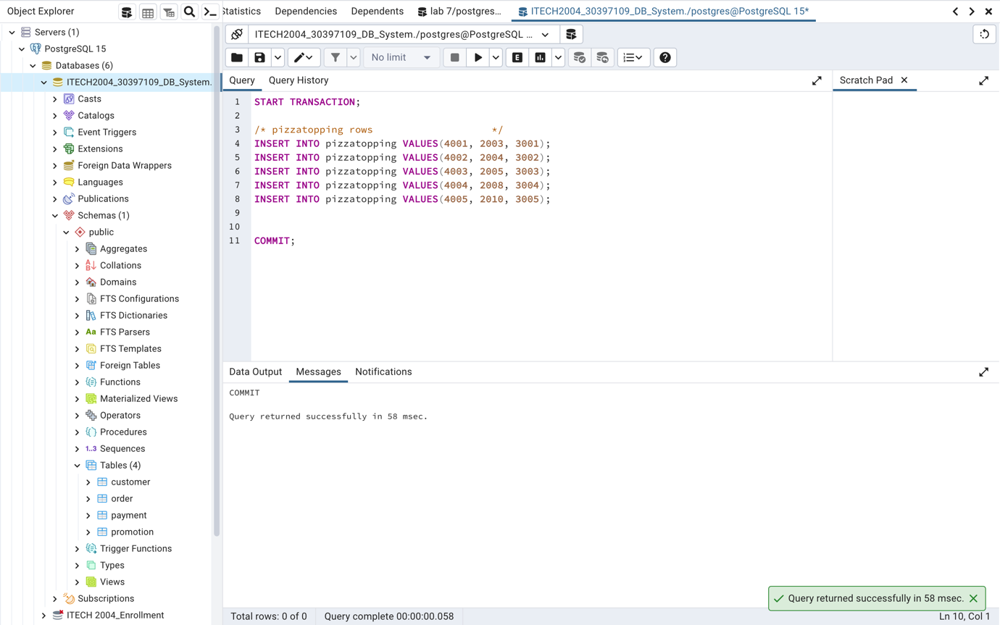 Object Explorer
Statistics Dependencies Dependents lab 7/postgres... ITECH2004_30397109_DB_System./postgres@PostgreSQL 15*
ITECH2004_30397109_DB_System./postgres@PostgreSQL ...
No limit
E
Query Query History
Scratch Pad
Servers (1)
PostgreSQL 15
Databases (6)
ITECH2004_30397109_DB_System.
Casts
Catalogs
Event Triggers
Extensions
Foreign Data Wrappers
Languages
Publications
Schemas (1)
public
Aggregates
Collations
Domains
FTS Configurations
FTS Dictionaries
Aa FTS Parsers
FTS Templates
Foreign Tables
Functions
Materialized Views
Operators
Procedures
1..3 Sequences
Tables (4)
customer
order
payment
promotion
Trigger Functions
Types
Views
Subscriptions
ITECH 2004_Enrollment
1 START TRANSACTION;
2
3 /* pizzatopping rows */
4 INSERT INTO pizzatopping VALUES(4001, 2003, 3001);
5 INSERT INTO pizzatopping VALUES(4002, 2004, 3002);
6 INSERT INTO pizzatopping VALUES(4003, 2005, 3003);
7 INSERT INTO pizzatopping VALUES(4004, 2008, 3004);
8 INSERT INTO pizzatopping VALUES(4005, 2010, 3005);
9
10
11 COMMIT;
Data Output Messages Notifications
COMMIT
Query returned successfully in 58 msec.
Query returned successfully in 58 msec.
Total rows: 0 of 0 Query complete 00:00:00.058 Ln 10, Col 1